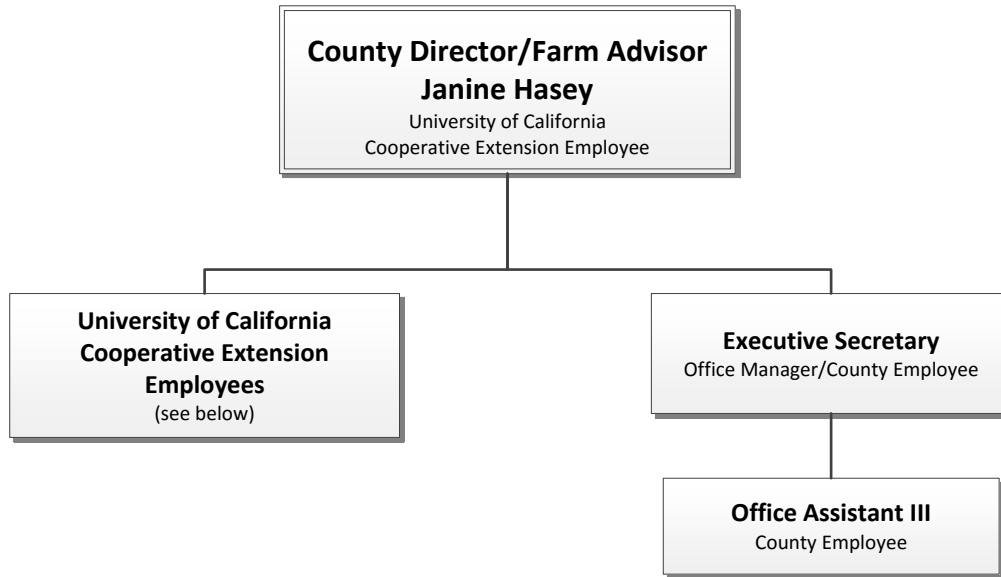 County Director/Farm Advisor
Janine Hasey
University of California
Cooperative Extension Employee
University of California
Cooperative Extension
Employees
(see below)
Executive Secretary
Office Manager/County Employee
Office Assistant III
County Employee